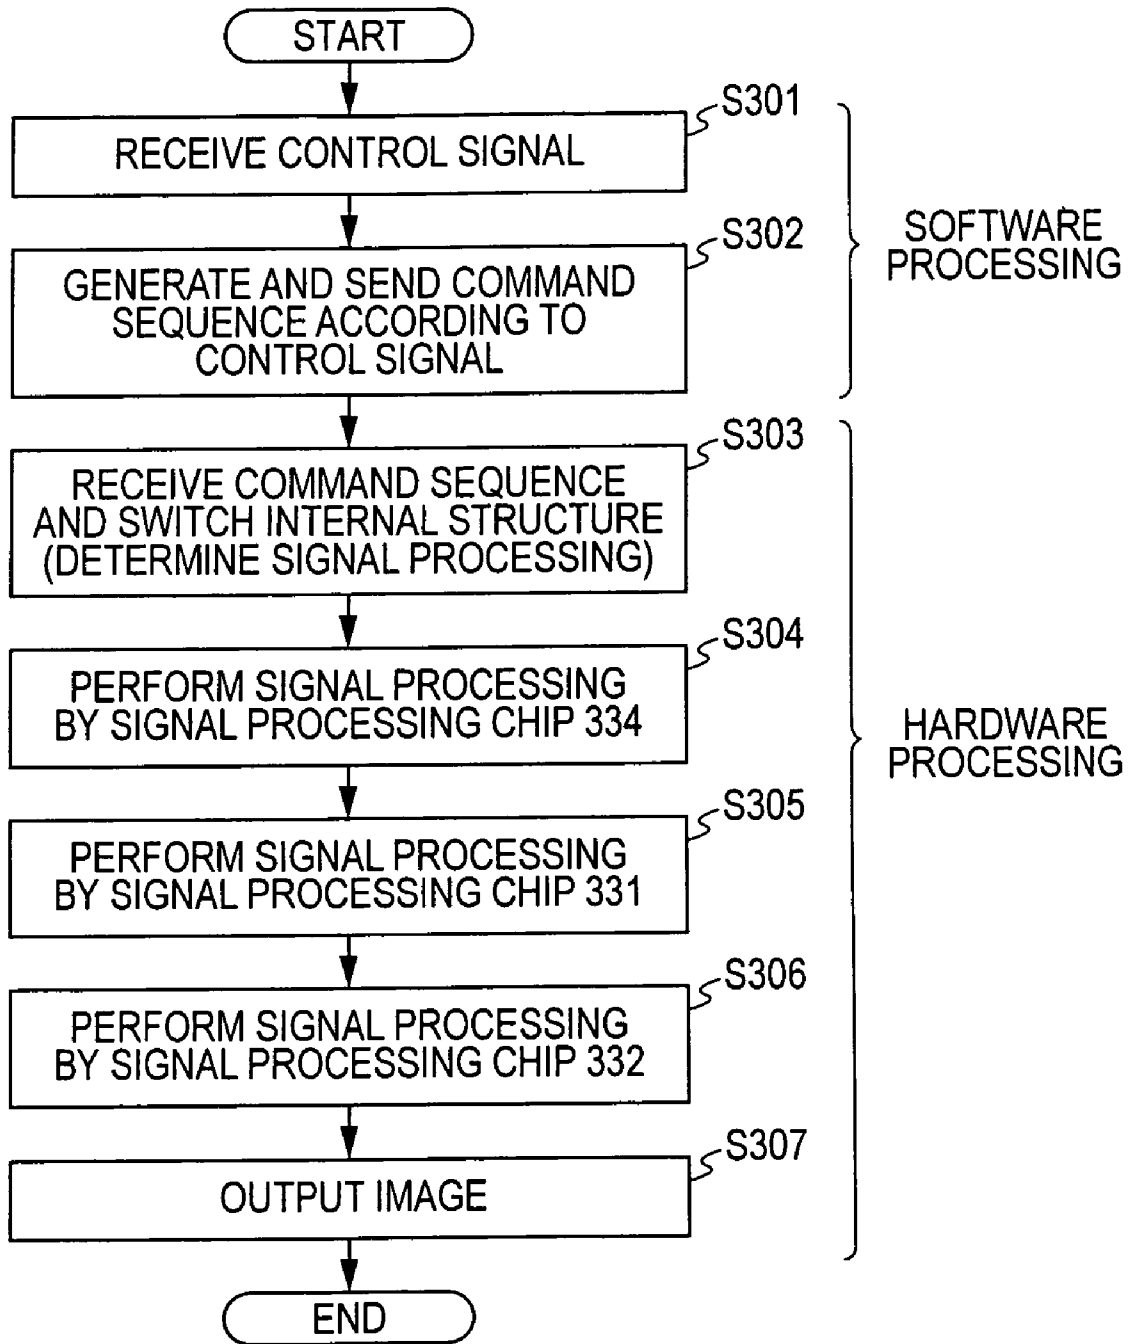 START
S301
RECEIVE CONTROL SIGNAL
S302
GENERATE AND SEND COMMAND
SEQUENCE ACCORDING TO
CONTROL SIGNAL
SOFTWARE
PROCESSING
S303
RECEIVE COMMAND SEQUENCE
AND SWITCH INTERNAL STRUCTURE
(DETERMINE SIGNAL PROCESSING)
S304
PERFORM SIGNAL PROCESSING
BY SIGNAL PROCESSING CHIP 334
HARDWARE
PROCESSING
S305
PERFORM SIGNAL PROCESSING
BY SIGNAL PROCESSING CHIP 331
S306
PERFORM SIGNAL PROCESSING
BY SIGNAL PROCESSING CHIP 332
S307
OUTPUT IMAGE
END